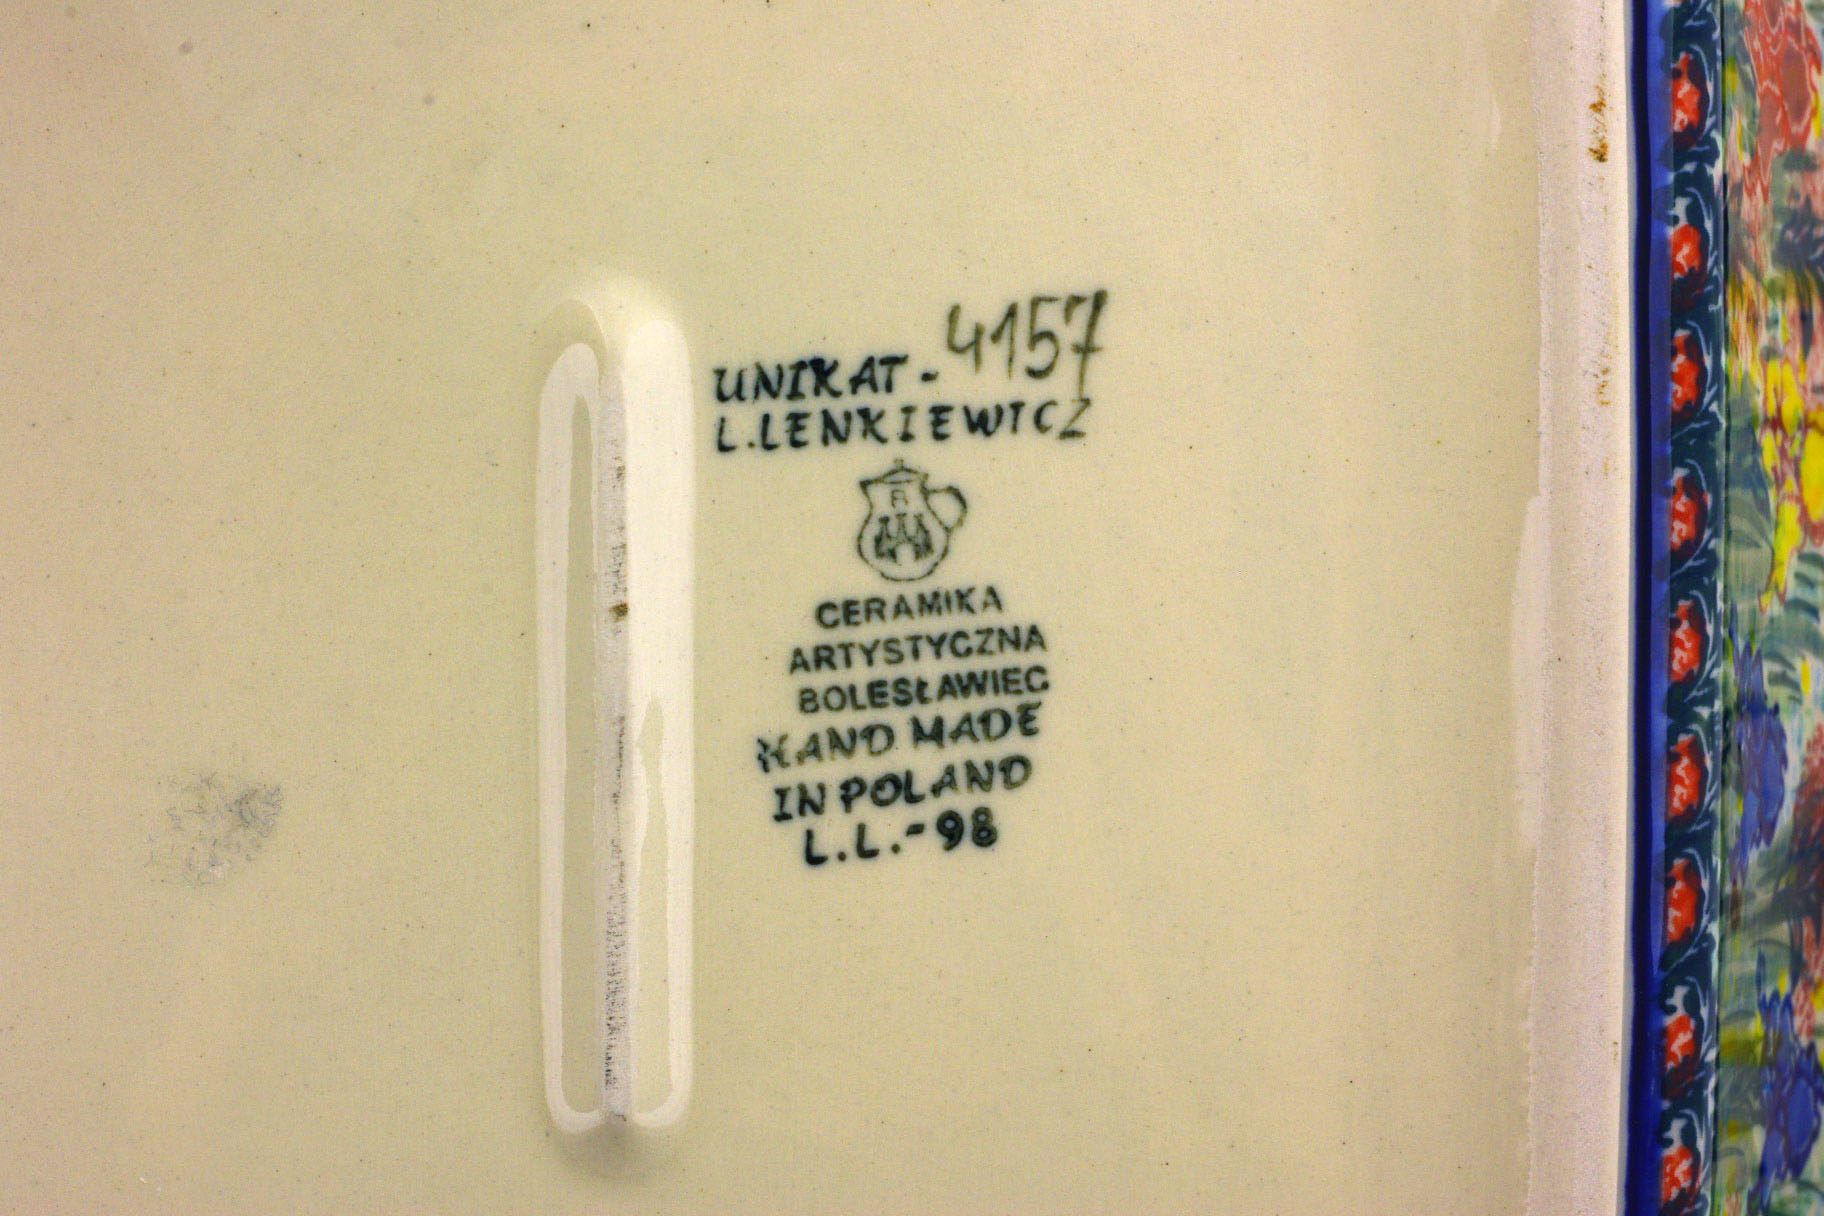 UNIKAT - 4157
L.LENKIEWICZ
B
CERAMIKA
ARTYSTYCZNA
BOLESŁAWIEC
HAND MADE
IN POLAND
L.L.-98